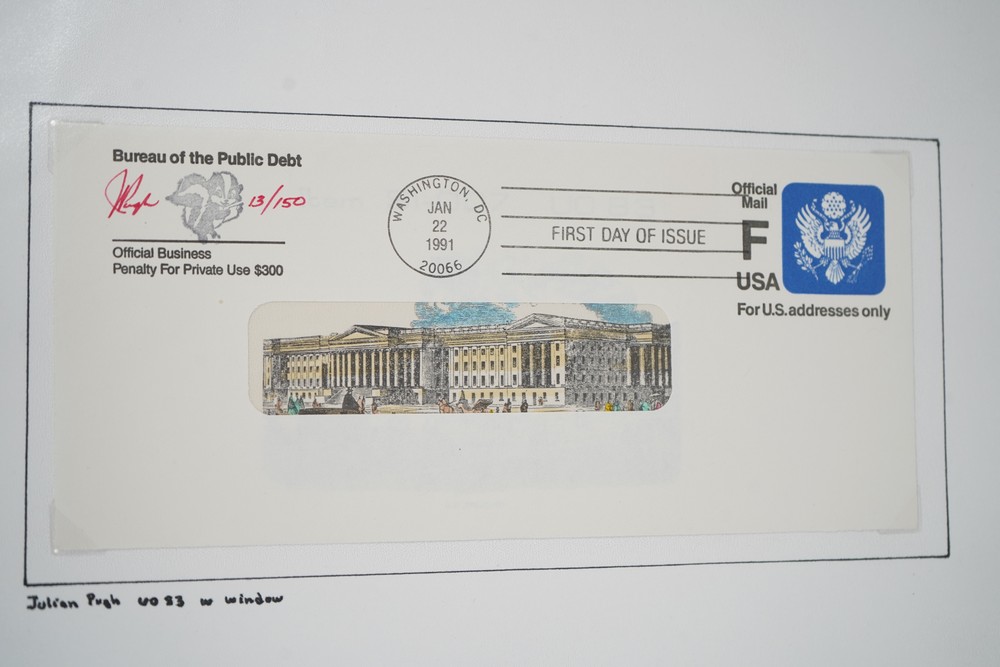 Bureau of the Public Debt
JPugh 13/150
Official Business
Penalty For Private Use $300
WASHINGTON, DC
JAN
22
1991
20066
FIRST DAY OF ISSUE
Official
Mail
F
USA
For U.S. addresses only
Julian Pugh UO83 w window